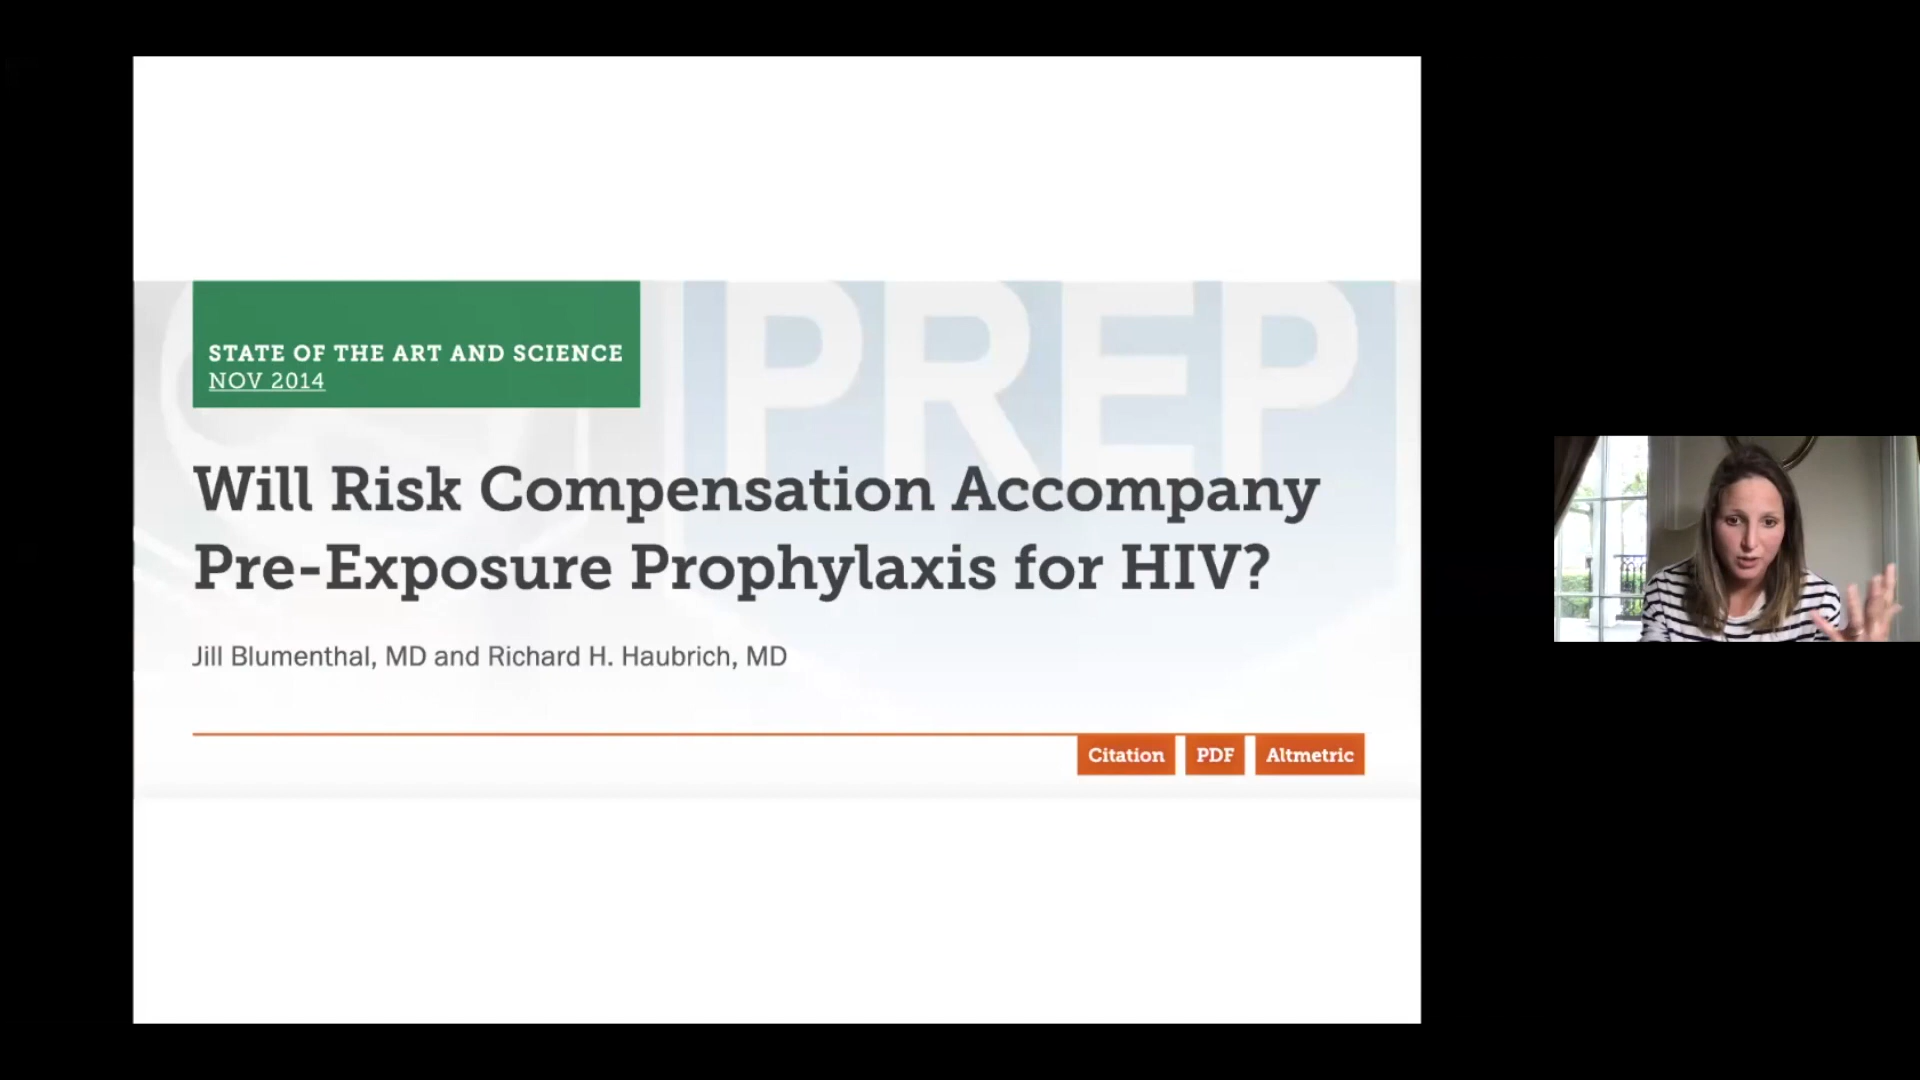 PREP
STATE OF THE ART AND SCIENCE
NOV 2014
Will Risk Compensation Accompany
Pre-Exposure Prophylaxis for HIV?
Jill Blumenthal, MD and Richard H. Haubrich, MD
Citation PDF Altmetric